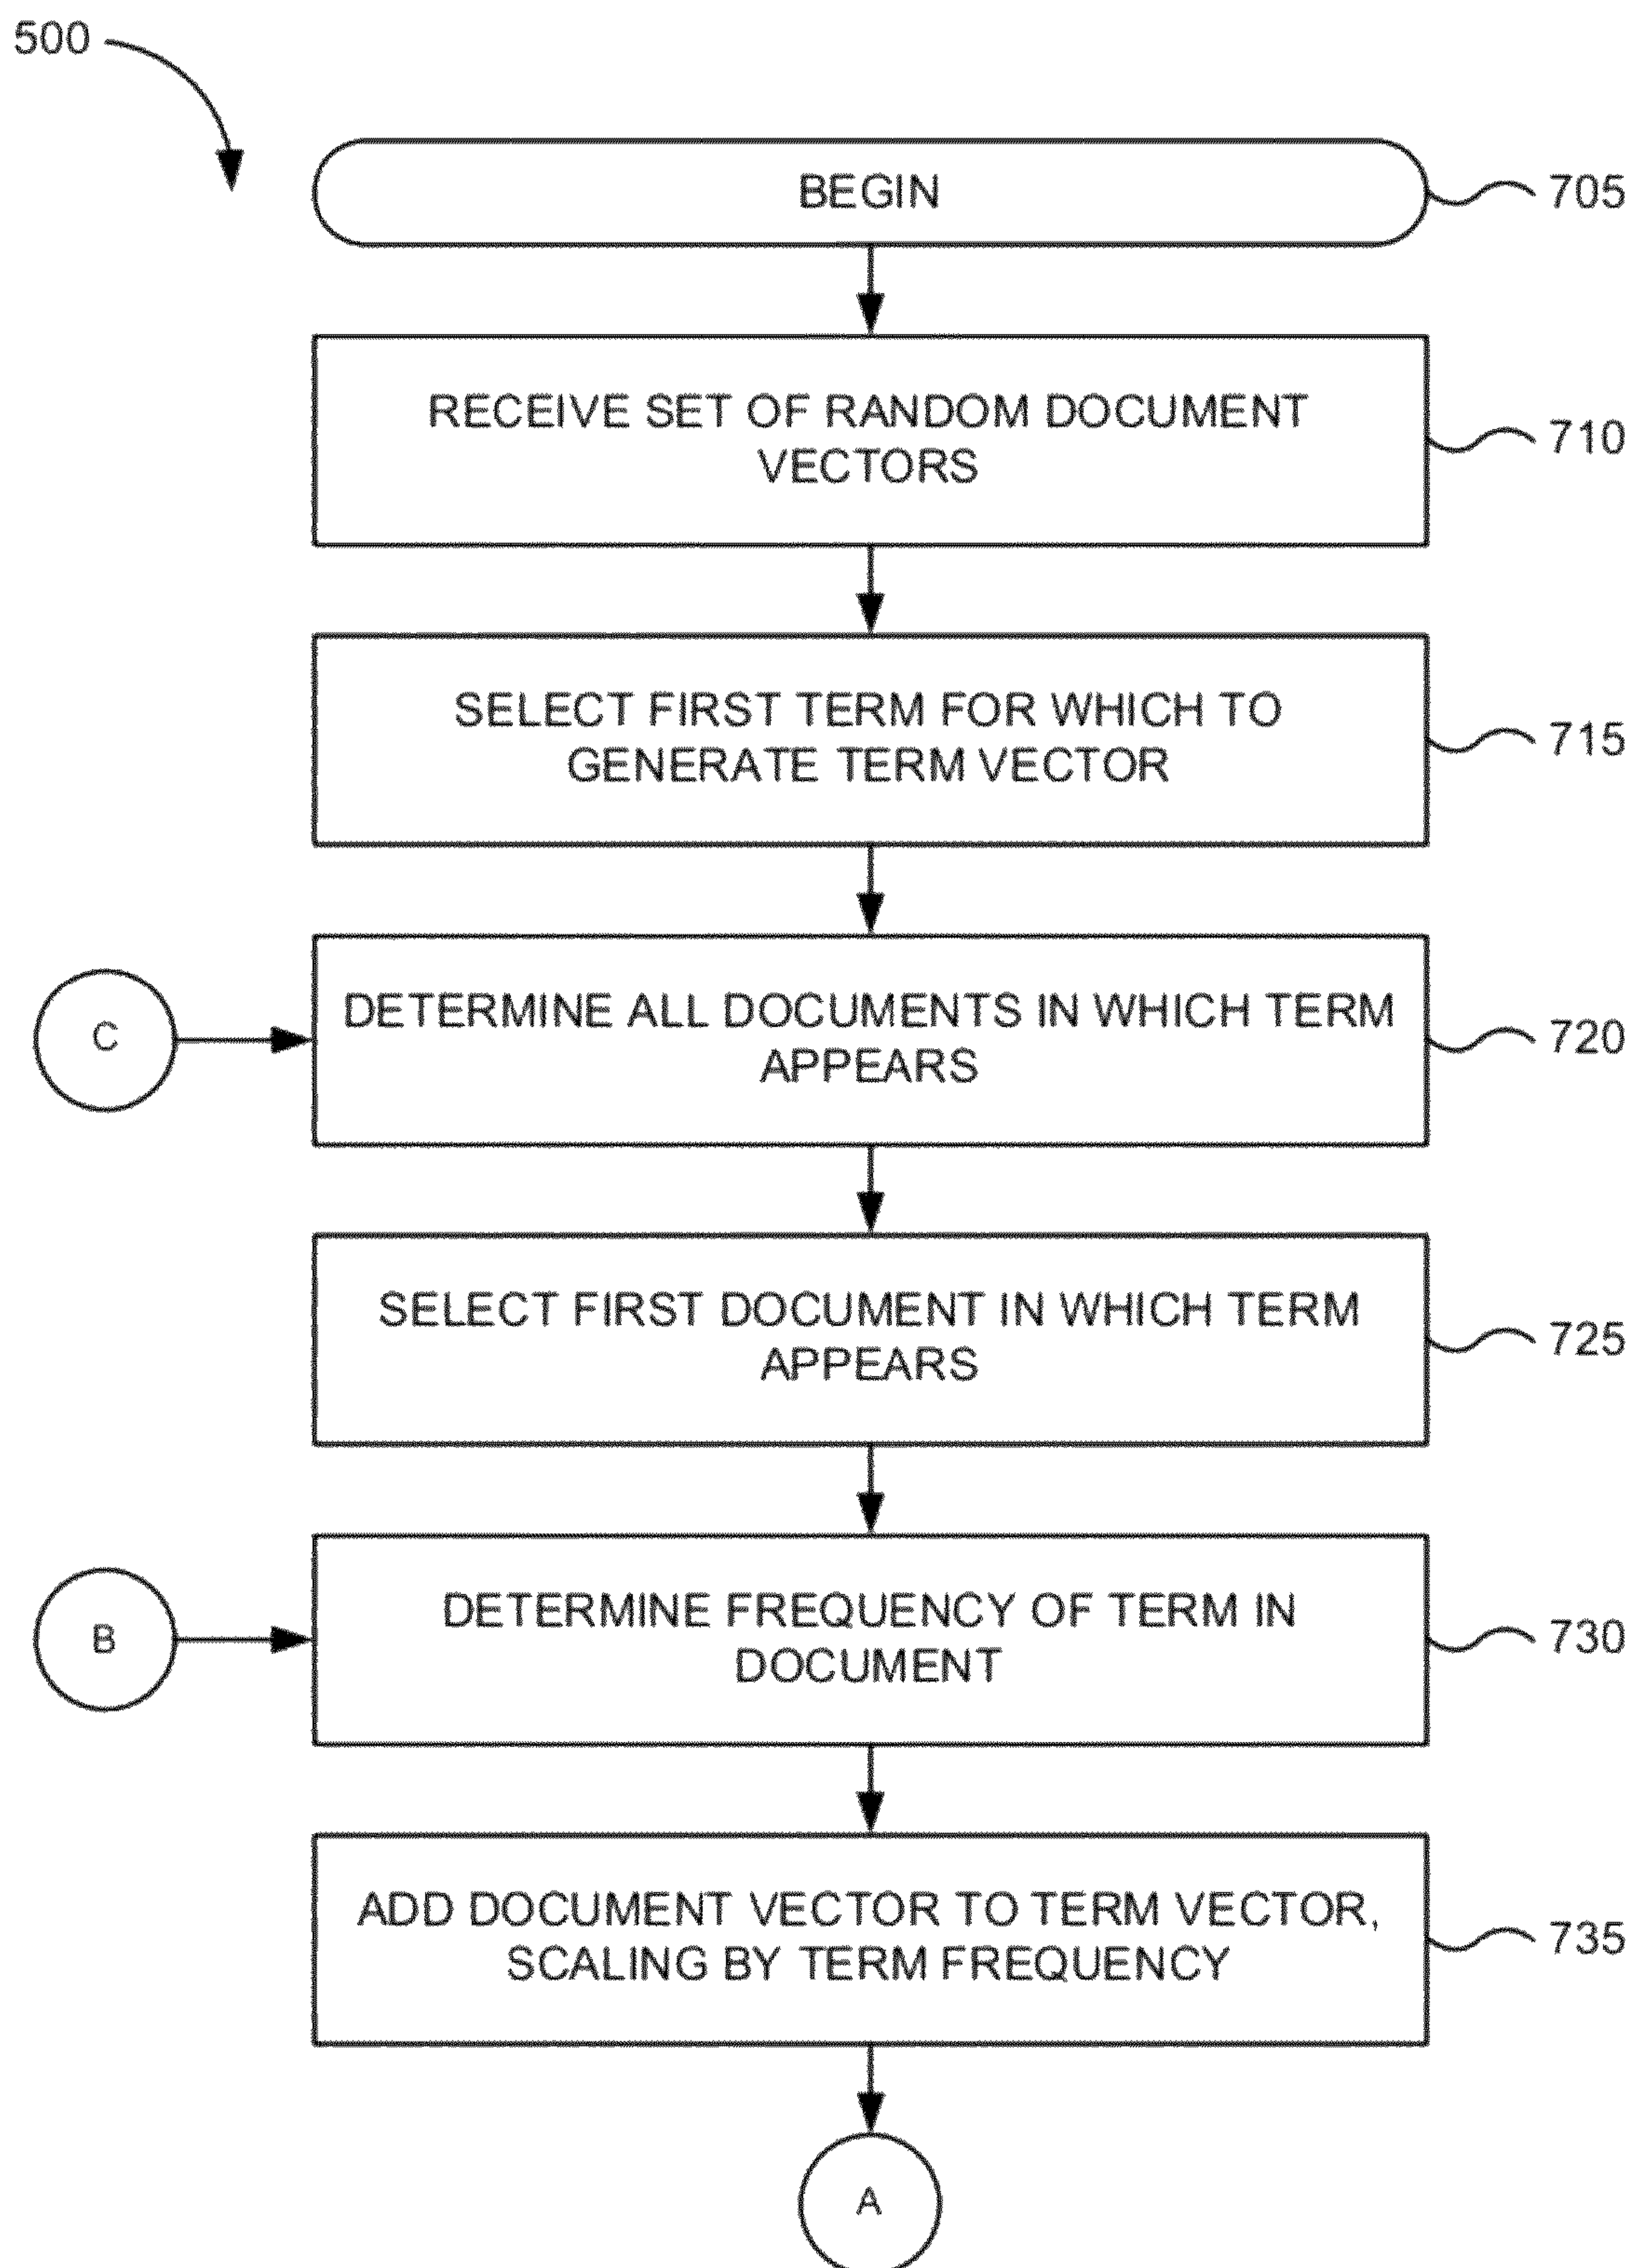 500
BEGIN
705
RECEIVE SET OF RANDOM DOCUMENT
VECTORS
710
SELECT FIRST TERM FOR WHICH TO
GENERATE TERM VECTOR
715
C
DETERMINE ALL DOCUMENTS IN WHICH TERM
APPEARS
720
SELECT FIRST DOCUMENT IN WHICH TERM
APPEARS
725
B
DETERMINE FREQUENCY OF TERM IN
DOCUMENT
730
ADD DOCUMENT VECTOR TO TERM VECTOR,
SCALING BY TERM FREQUENCY
735
A